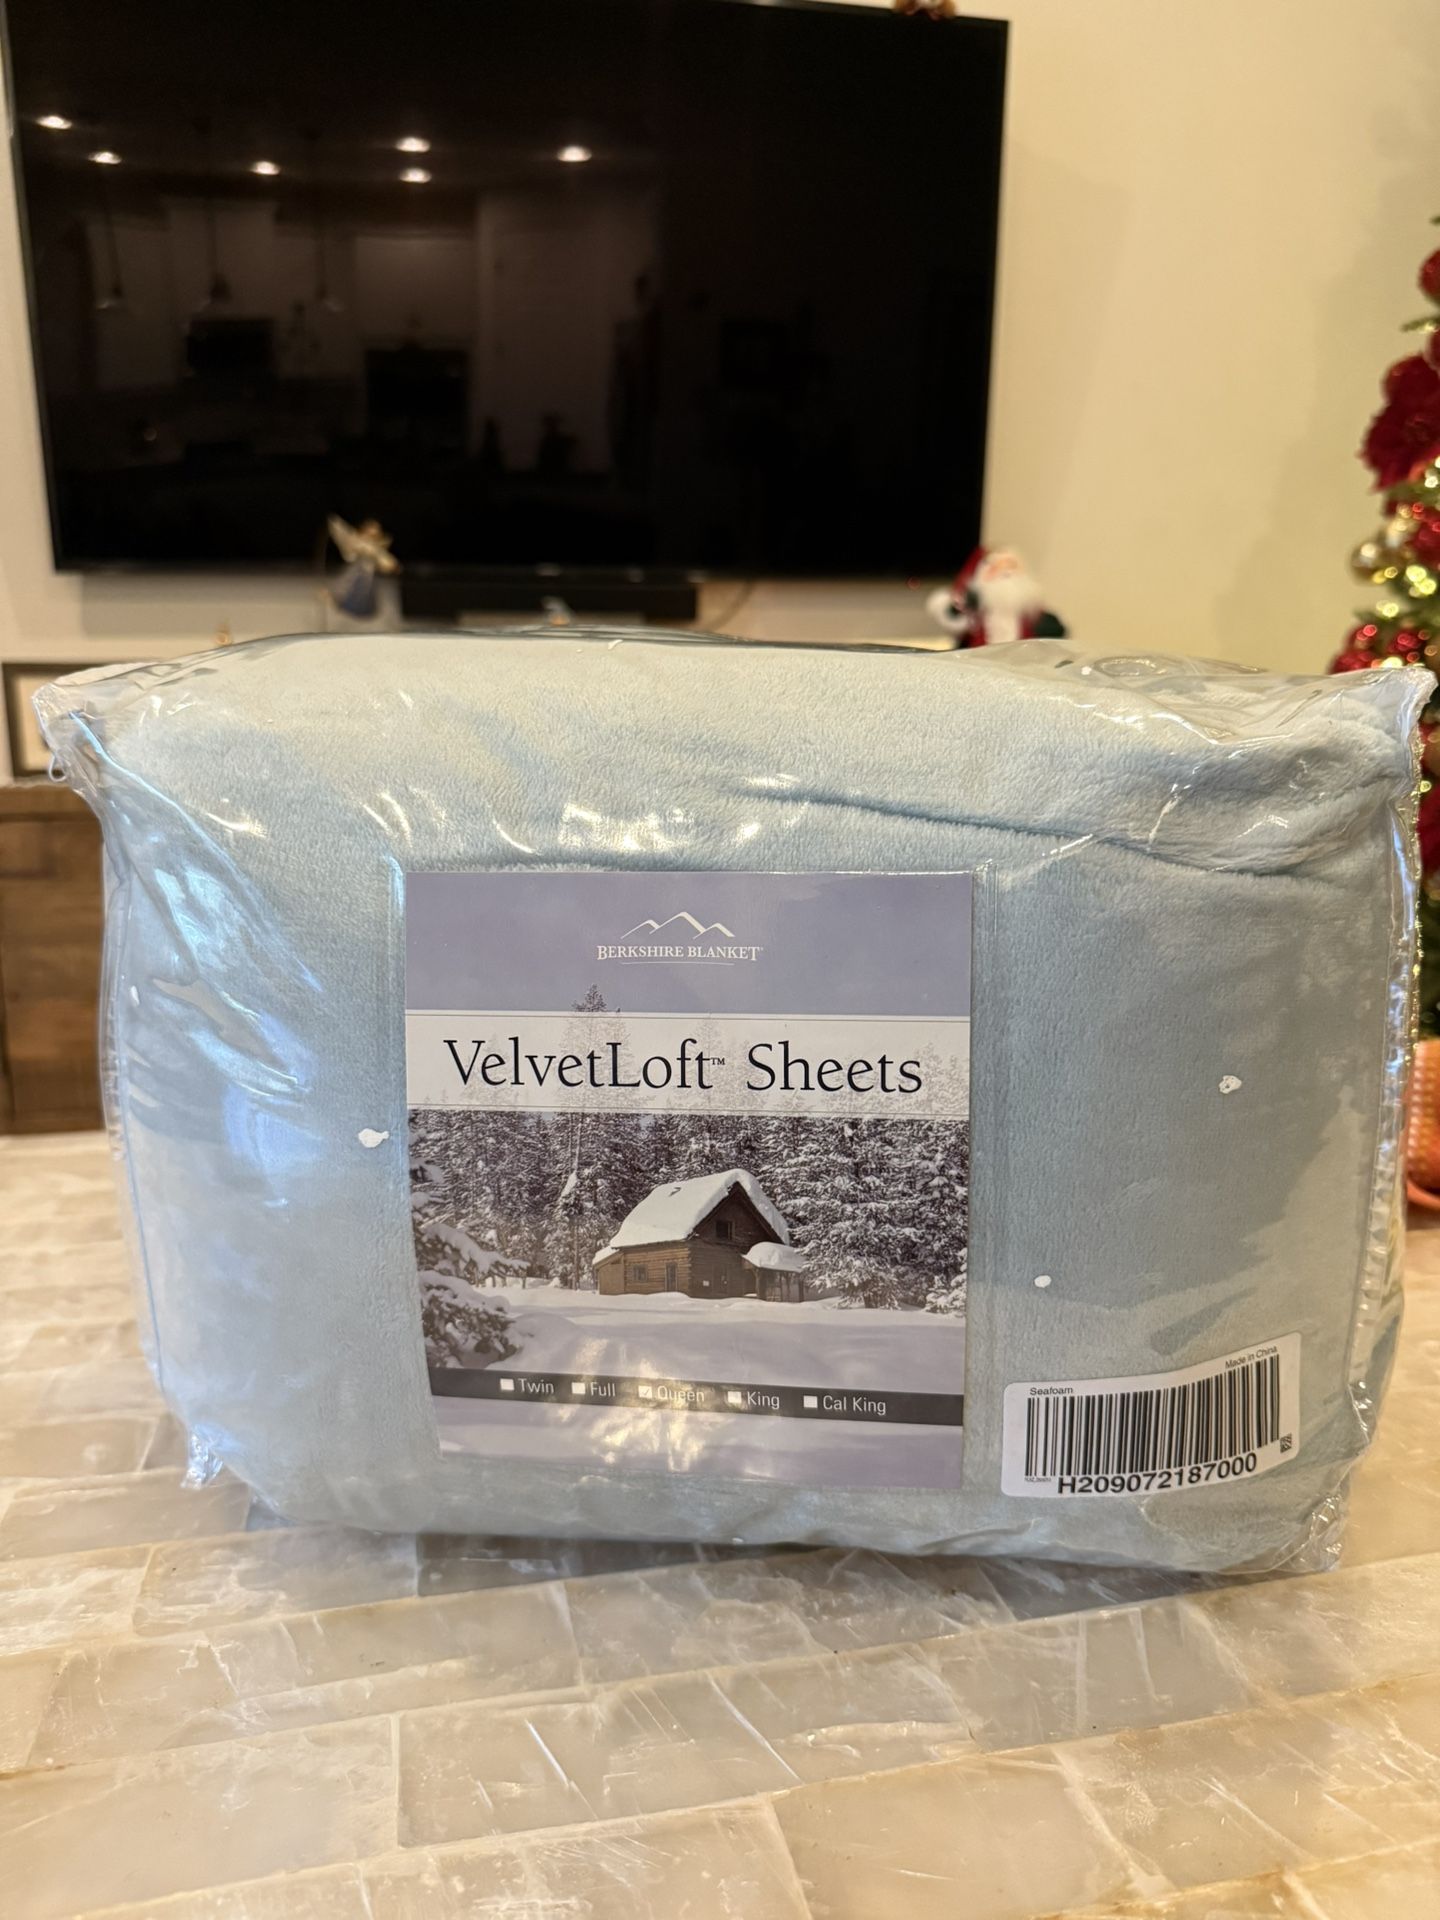 BERKSHIRE BLANKET
VelvetLoft™ Sheets
Twin Full Queen King Cal King
Made in China
Seafoam
H209072187000